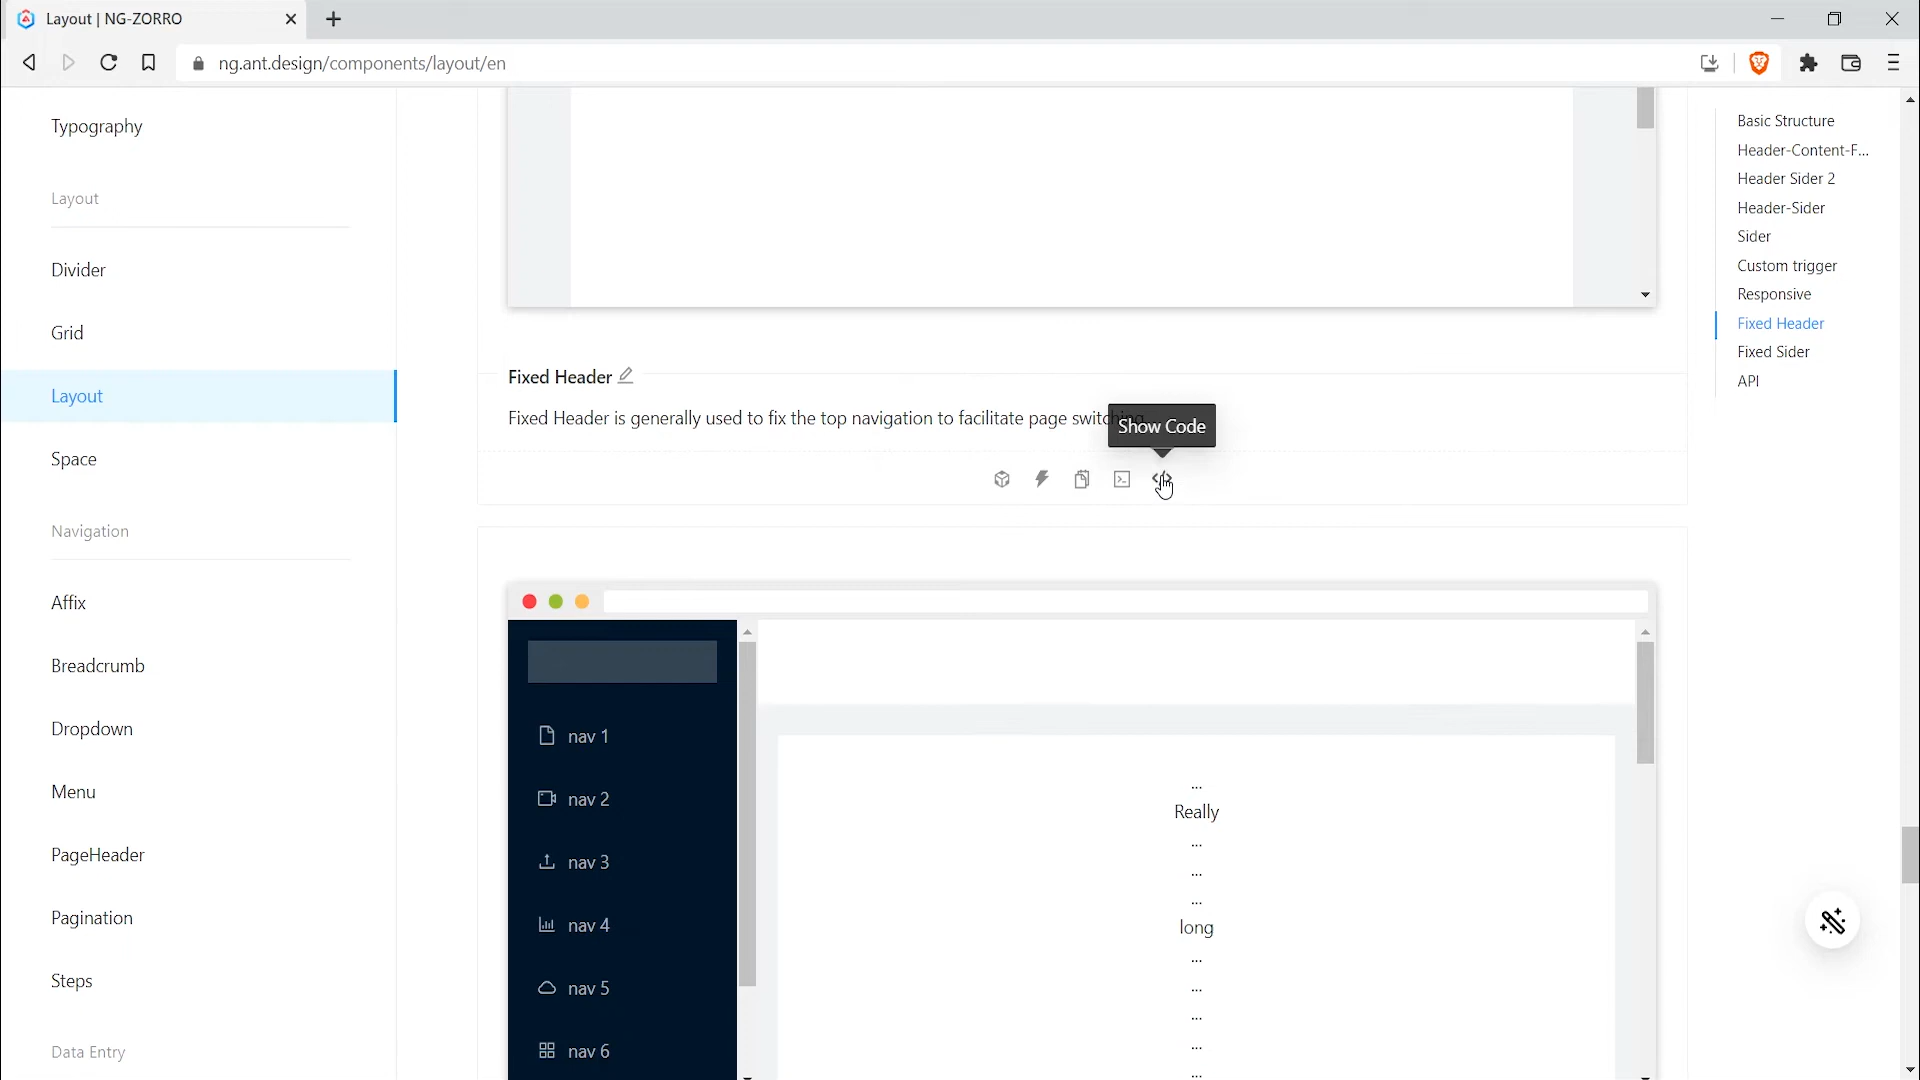 Layout | NG-ZORRO
ng.ant.design/components/layout/en
Typography
Layout
Divider
Grid
Layout
Space
Navigation
Affix
Breadcrumb
Dropdown
Menu
PageHeader
Pagination
Steps
Data Entry
Fixed Header
Fixed Header is generally used to fix the top navigation to facilitate page switching.
Show Code
nav 1
nav 2
nav 3
nav 4
nav 5
nav 6
...
Really
...
...
...
long
...
...
...
...
...
Basic Structure
Header-Content-F...
Header Sider 2
Header-Sider
Sider
Custom trigger
Responsive
Fixed Header
Fixed Sider
API